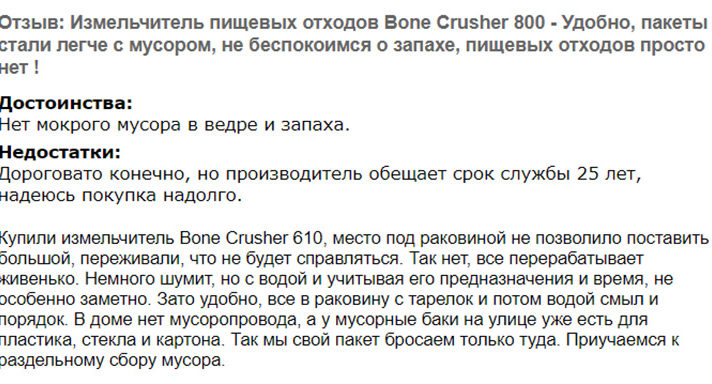 Отзыв: Измельчитель пищевых отходов Bone Crusher 800 - Удобно, пакеты
стали легче с мусором, не беспокоимся о запахе, пищевых отходов просто
нет !
Достоинства:
Нет мокрого мусора в ведре и запаха.
Недостатки:
Дороговато конечно, но производитель обещает срок службы 25 лет,
надеюсь покупка надолго.
Купили измельчитель Bone Crusher 610, место под раковиной не позволило поставить
большой, переживали, что не будет справляться. Так нет, все перерабатывает
живенько. Немного шумит, но с водой и учитывая его предназначения и время, не
особенно заметно. Зато удобно, все в раковину с тарелок и потом водой смыл и
порядок. В доме нет мусоропровода, а у мусорные баки на улице уже есть для
пластика, стекла и картона. Так мы свой пакет бросаем только туда. Приучаемся к
раздельному сбору мусора.